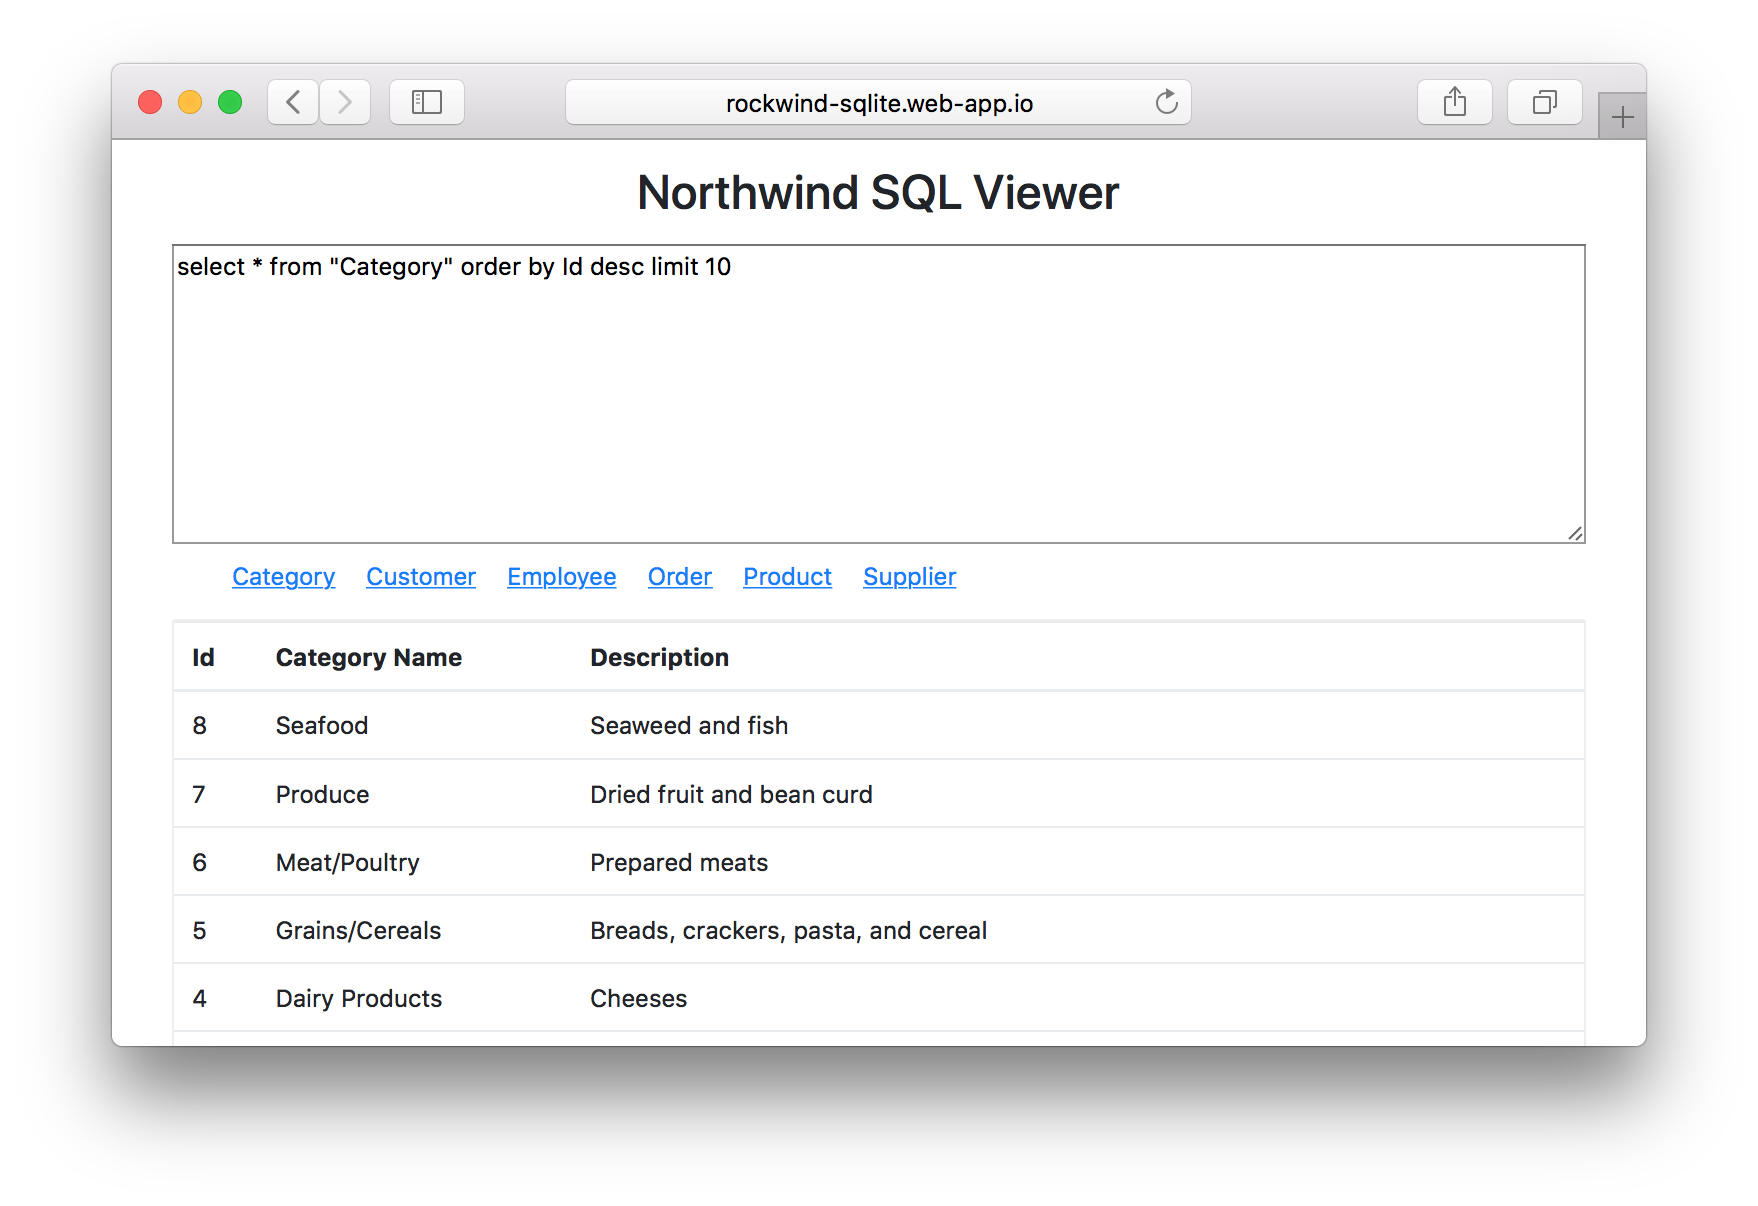 rockwind-sqlite.web-app.io
Northwind SQL Viewer
select * from "Category" order by Id desc limit 10
Category Customer Employee Order Product Supplier
Id Category Name Description
8 Seafood Seaweed and fish
7 Produce Dried fruit and bean curd
6 Meat/Poultry Prepared meats
5 Grains/Cereals Breads, crackers, pasta, and cereal
4 Dairy Products Cheeses